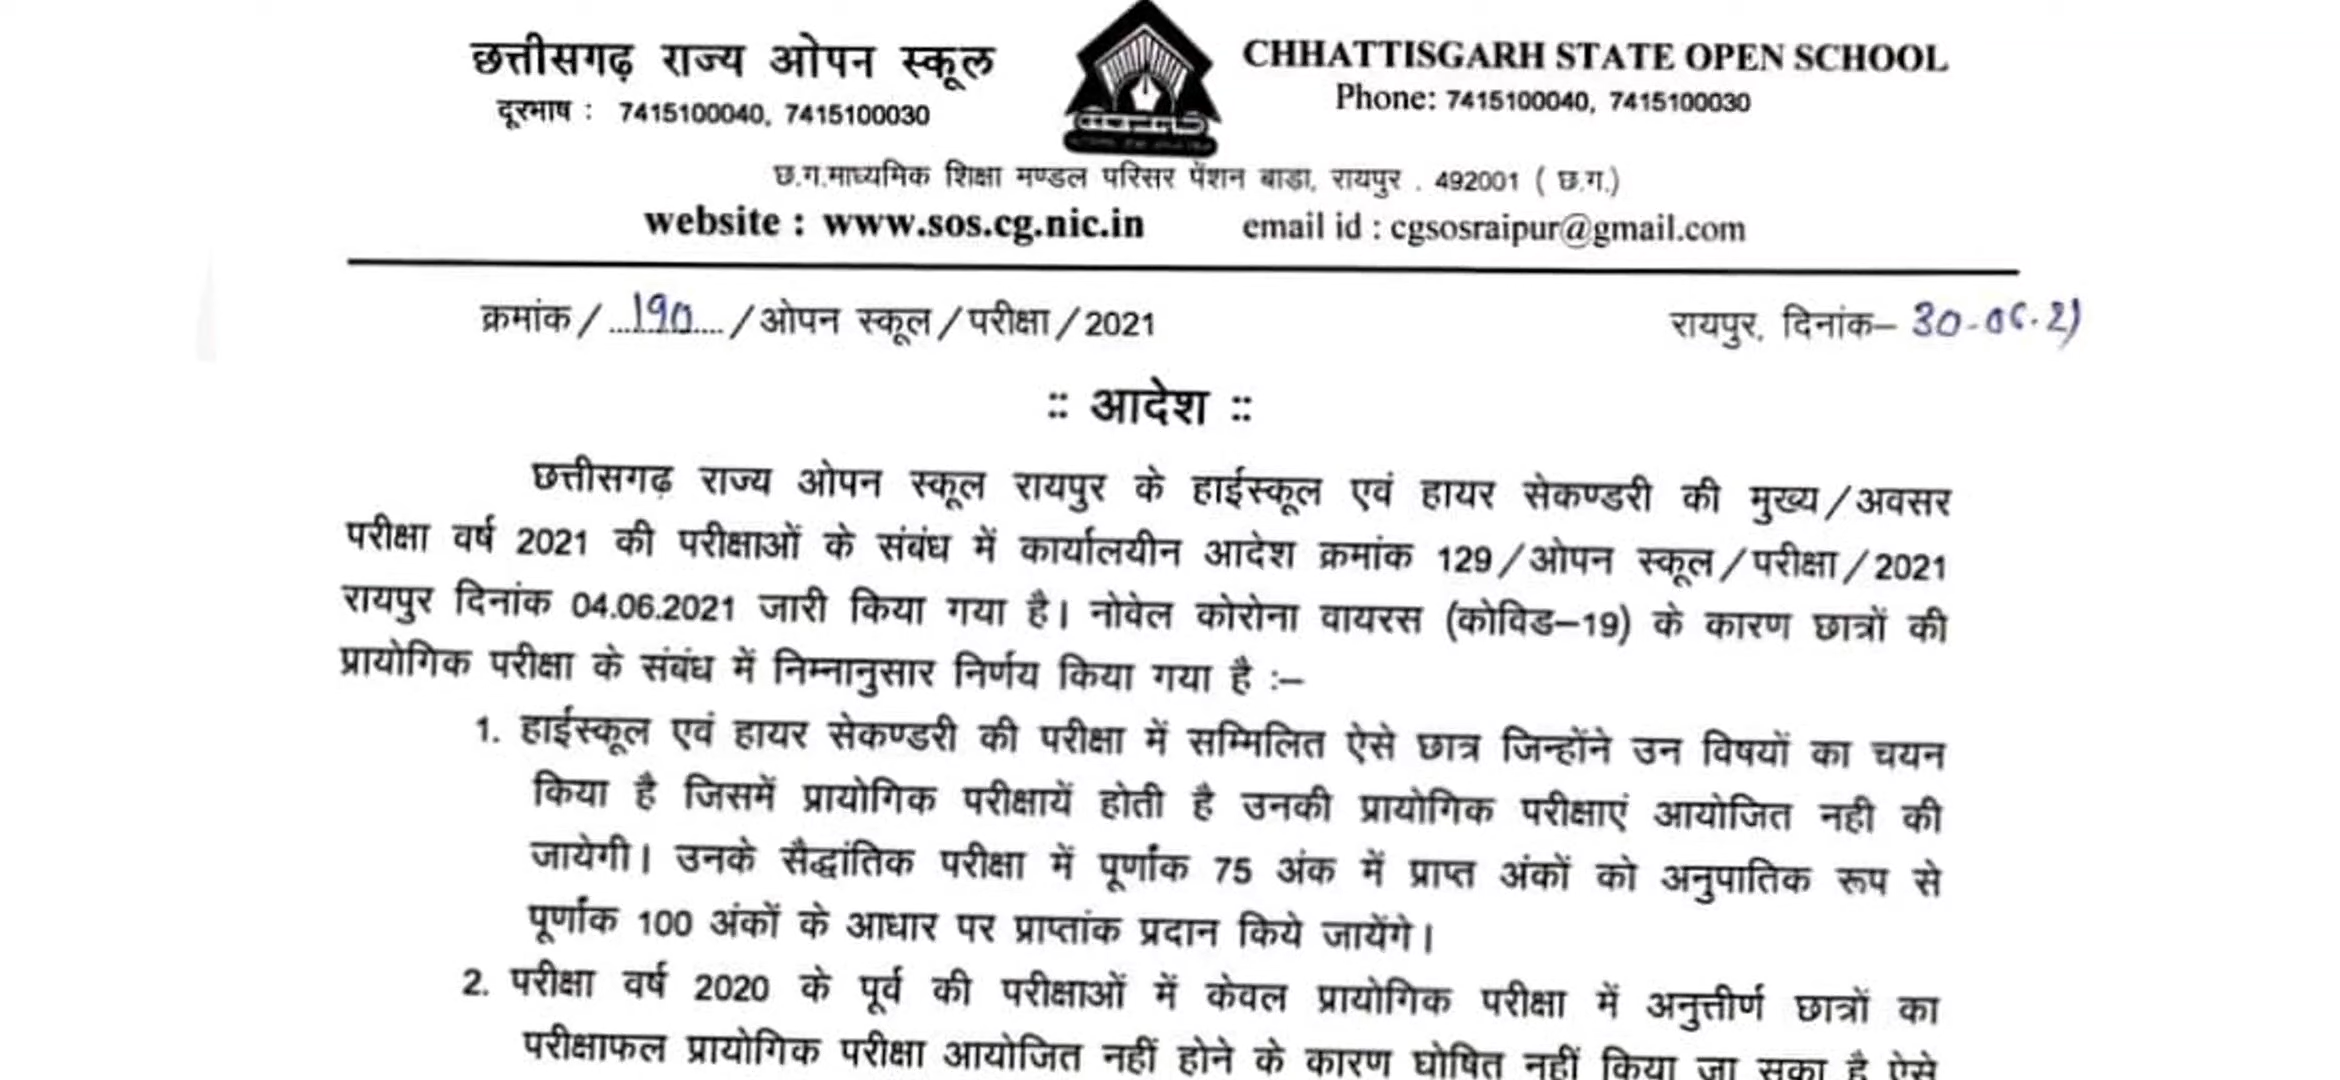 छत्तीसगढ़ राज्य ओपन स्कूल
दूरभाष : 7415100040, 7415100030
CHHATTISGARH STATE OPEN SCHOOL
Phone: 7415100040, 7415100030
छ.ग.माध्यमिक शिक्षा मण्डल परिसर पेंशन बाडा, रायपुर . 492001 ( छ.ग.)
website : www.sos.cg.nic.in email id : cgsosraipur@gmail.com
क्रमांक / ....190.... /ओपन स्कूल/परीक्षा/2021 रायपुर, दिनांक– 30-06-21
:: आदेश ::
छत्तीसगढ़ राज्य ओपन स्कूल रायपुर के हाईस्कूल एवं हायर सेकण्डरी की मुख्य/अवसर
परीक्षा वर्ष 2021 की परीक्षाओं के संबंध में कार्यालयीन आदेश क्रमांक 129/ओपन स्कूल/परीक्षा/2021
रायपुर दिनांक 04.06.2021 जारी किया गया है। नोवेल कोरोना वायरस (कोविड–19) के कारण छात्रों की
प्रायोगिक परीक्षा के संबंध में निम्नानुसार निर्णय किया गया है :–
1. हाईस्कूल एवं हायर सेकण्डरी की परीक्षा में सम्मिलित ऐसे छात्र जिन्होंने उन विषयों का चयन
किया है जिसमें प्रायोगिक परीक्षायें होती है उनकी प्रायोगिक परीक्षाएं आयोजित नही की
जायेगी। उनके सैद्धांतिक परीक्षा में पूर्णांक 75 अंक में प्राप्त अंकों को अनुपातिक रूप से
पूर्णांक 100 अंकों के आधार पर प्राप्तांक प्रदान किये जायेंगे।
2. परीक्षा वर्ष 2020 के पूर्व की परीक्षाओं में केवल प्रायोगिक परीक्षा में अनुत्तीर्ण छात्रों का
परीक्षाफल प्रायोगिक परीक्षा आयोजित नहीं होने के कारण घोषित नहीं किया जा सका है ऐसे